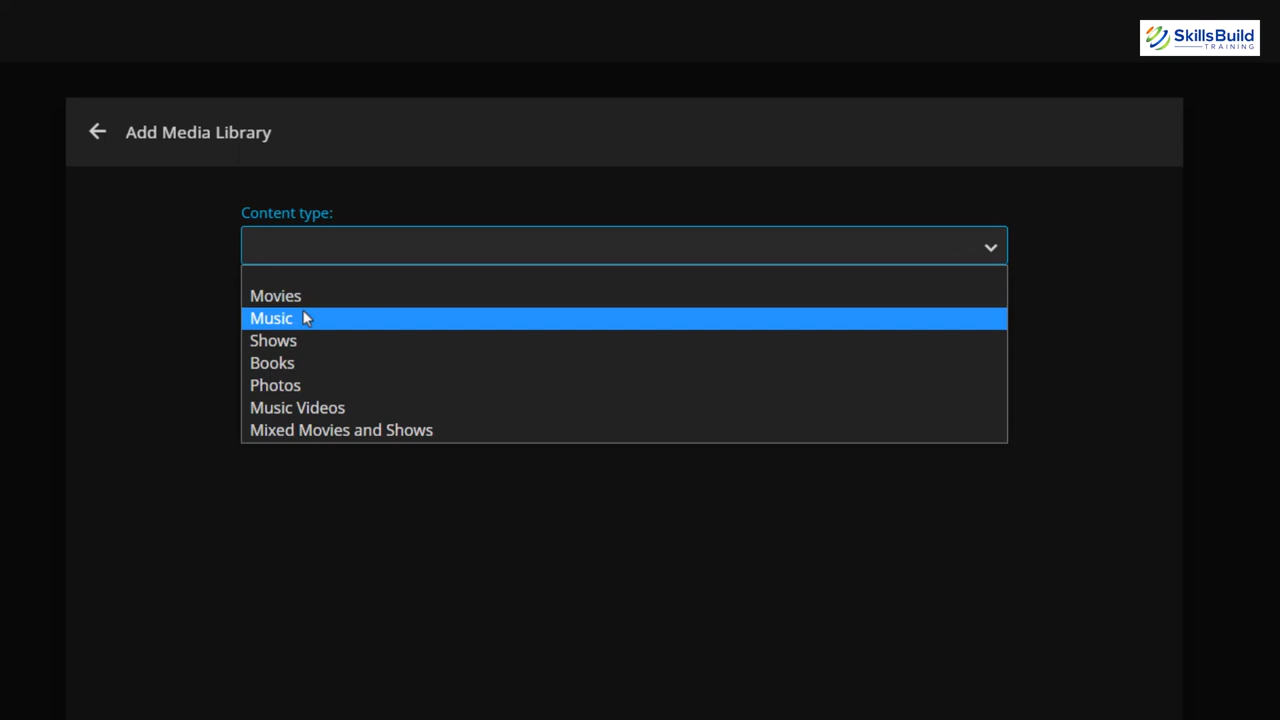 SkillsBuild
TRAINING
Add Media Library
Content type:
Movies
Music
Shows
Books
Photos
Music Videos
Mixed Movies and Shows